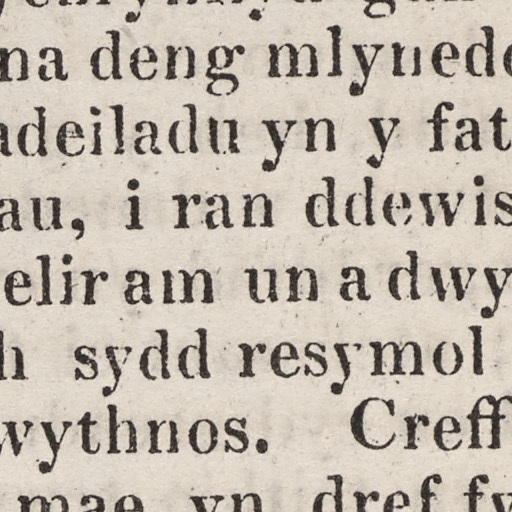 na deng mlynedd
adeiladu yn y fat
au, i ran ddewis
elir am un a dwy
h sydd resymol
wythnos. Creff
mae yn dref fy